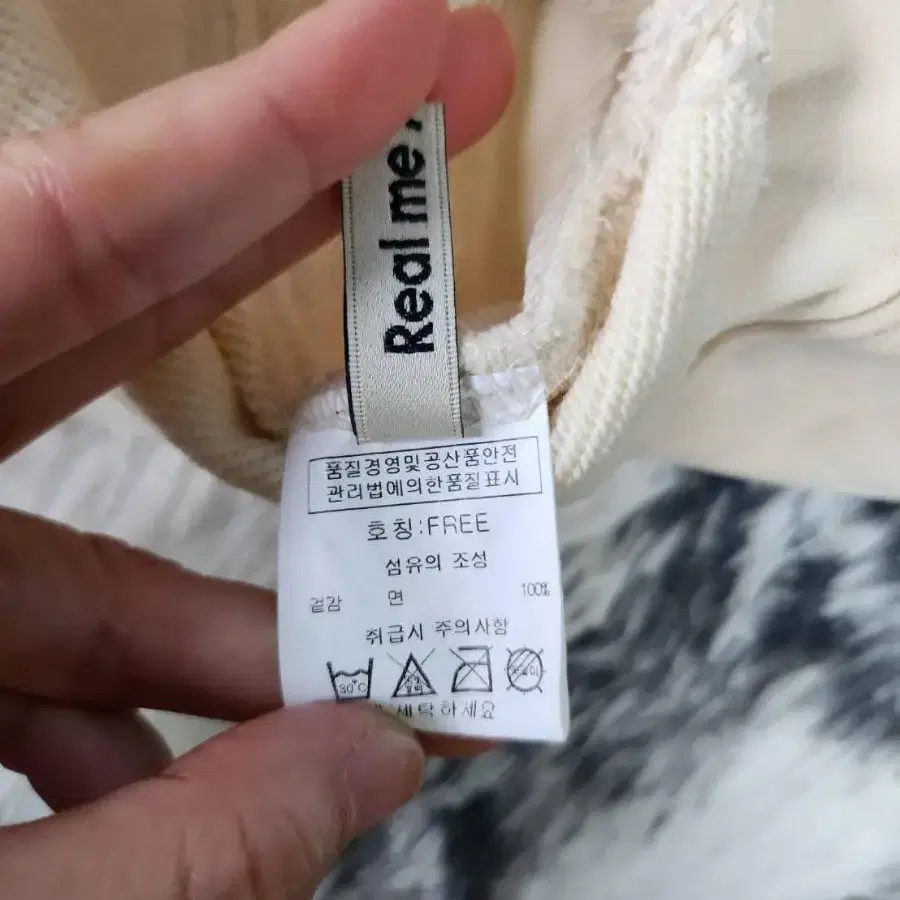 Real me
품질경영및공산품안전
관리법에의한품질표시
호칭:FREE
섬유의 조성
겉감 면 100%
취급시 주의사항
30°C
세탁하세요